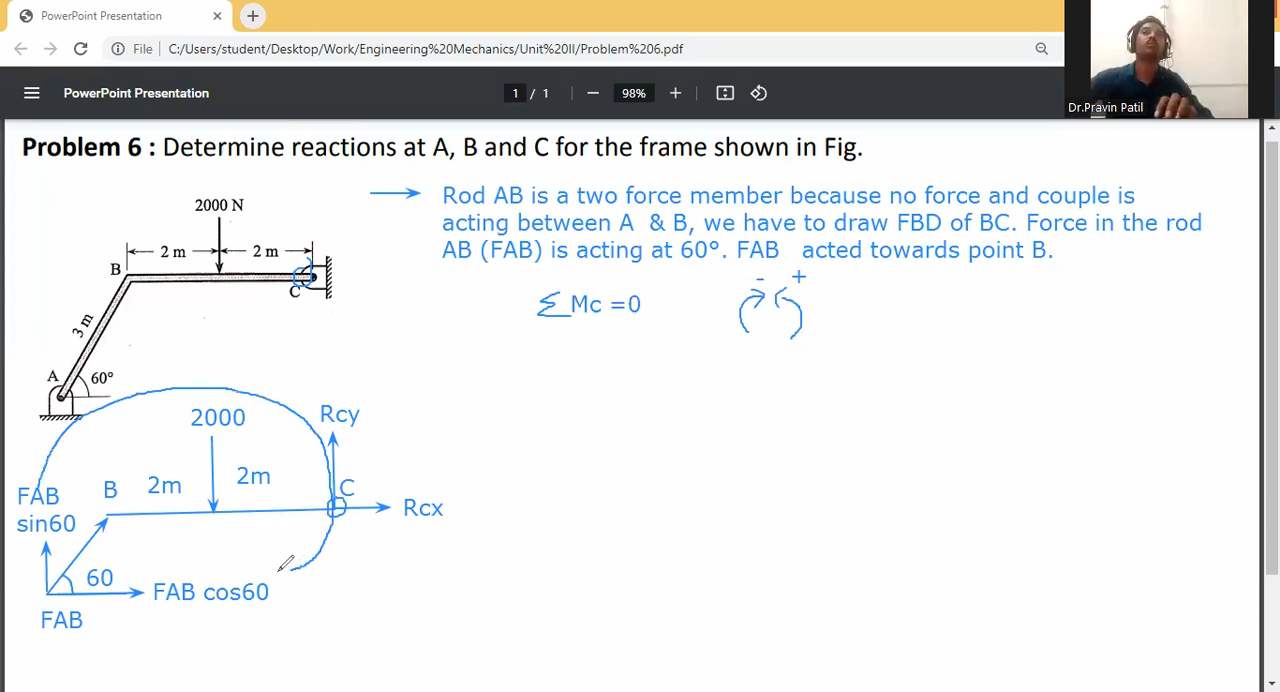 PowerPoint Presentation
File C:/Users/student/Desktop/Work/Engineering%20Mechanics/Unit%20II/Problem%206.pdf
PowerPoint Presentation 1 / 1 98%
Dr.Pravin Patil
Problem 6 : Determine reactions at A, B and C for the frame shown in Fig.
Rod AB is a two force member because no force and couple is
acting between A & B, we have to draw FBD of BC. Force in the rod
AB (FAB) is acting at 60°. FAB acted towards point B.
2000 N
2 m 2 m
B
C
3 m
A 60°
Σ Mc =0 - +
2000 Rcy
FAB B 2m 2m C
sin60 Rcx
60 FAB cos60
FAB